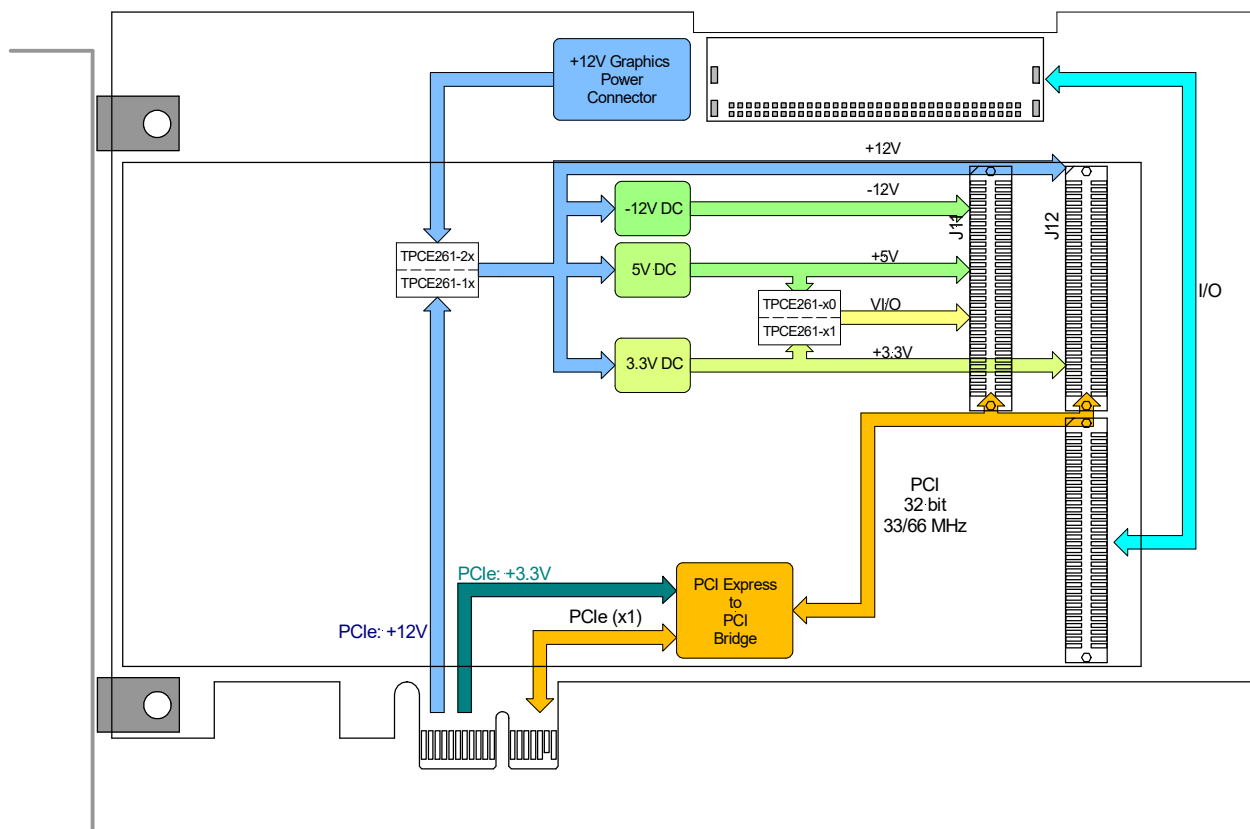 +12V Graphics
Power
Connector
+12V
-12V
-12V DC
J11
J12
TPCE261-2x
TPCE261-1x
5V DC
+5V
TPCE261-x0
TPCE261-x1
VI/O
I/O
3.3V DC
+3.3V
PCI
32 bit
33/66 MHz
PCIe: +3.3V
PCIe (x1)
PCIe: +12V
PCI Express
to
PCI
Bridge